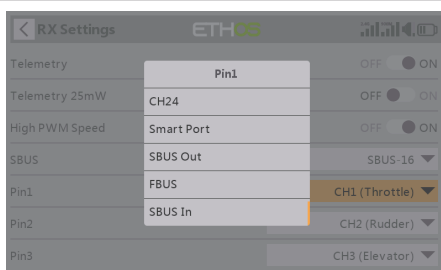 RX Settings
ETHOS
Telemetry
OFF ON
Telemetry 25mW
OFF ON
High PWM Speed
OFF ON
SBUS
SBUS-16
Pin1
CH1 (Throttle)
Pin2
CH2 (Rudder)
Pin3
CH3 (Elevator)
Pin1
CH24
Smart Port
SBUS Out
FBUS
SBUS In